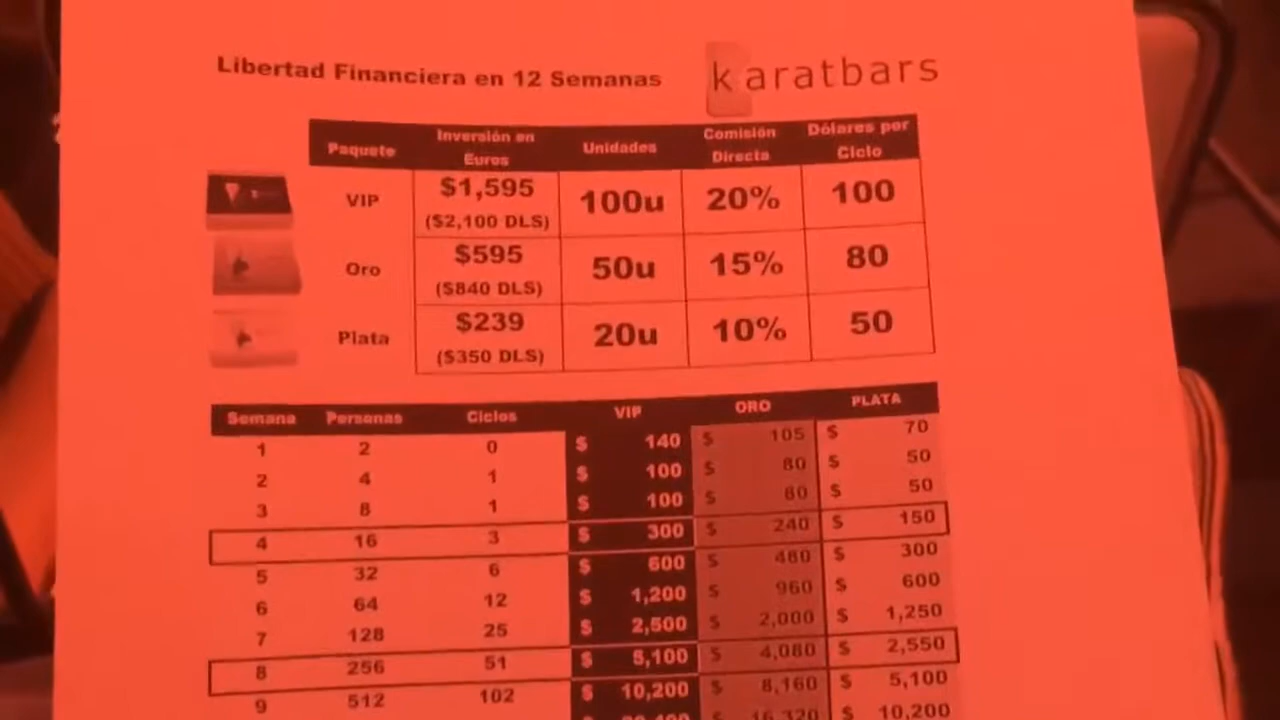 Libertad Financiera en 12 Semanas karatbars
Paquete Inversión en Euros Unidades Comisión Directa Dólares por Ciclo
VIP $1,595 ($2,100 DLS) 100u 20% 100
Oro $595 ($840 DLS) 50u 15% 80
Plata $239 ($350 DLS) 20u 10% 50
Semana Personas Ciclos VIP ORO PLATA
1 2 0 $ 140 $ 105 $ 70
2 4 1 $ 100 $ 80 $ 50
3 8 1 $ 100 $ 80 $ 50
4 16 3 $ 300 $ 240 $ 150
5 32 6 $ 600 $ 480 $ 300
6 64 12 $ 1,200 $ 960 $ 600
7 128 25 $ 2,500 $ 2,000 $ 1,250
8 256 51 $ 5,100 $ 4,080 $ 2,550
9 512 102 $ 10,200 $ 8,160 $ 5,100
16,320 $ 10,200